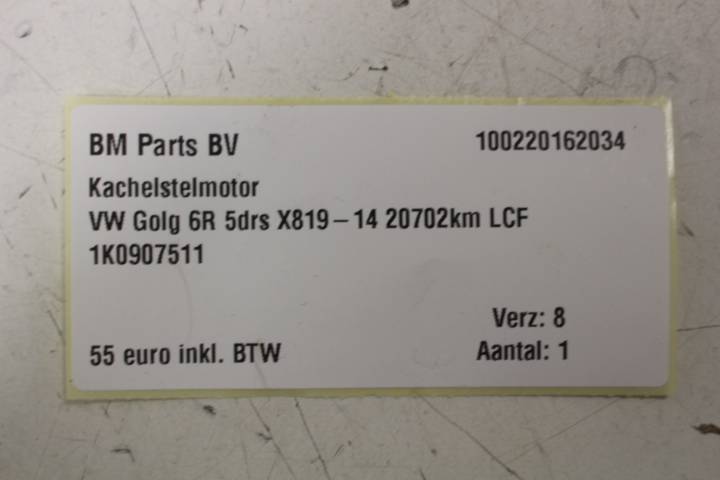 BM Parts BV 100220162034
Kachelstelmotor
VW Golg 6R 5drs X819-14 20702km LCF
1K0907511
Verz: 8
55 euro inkl. BTW Aantal: 1